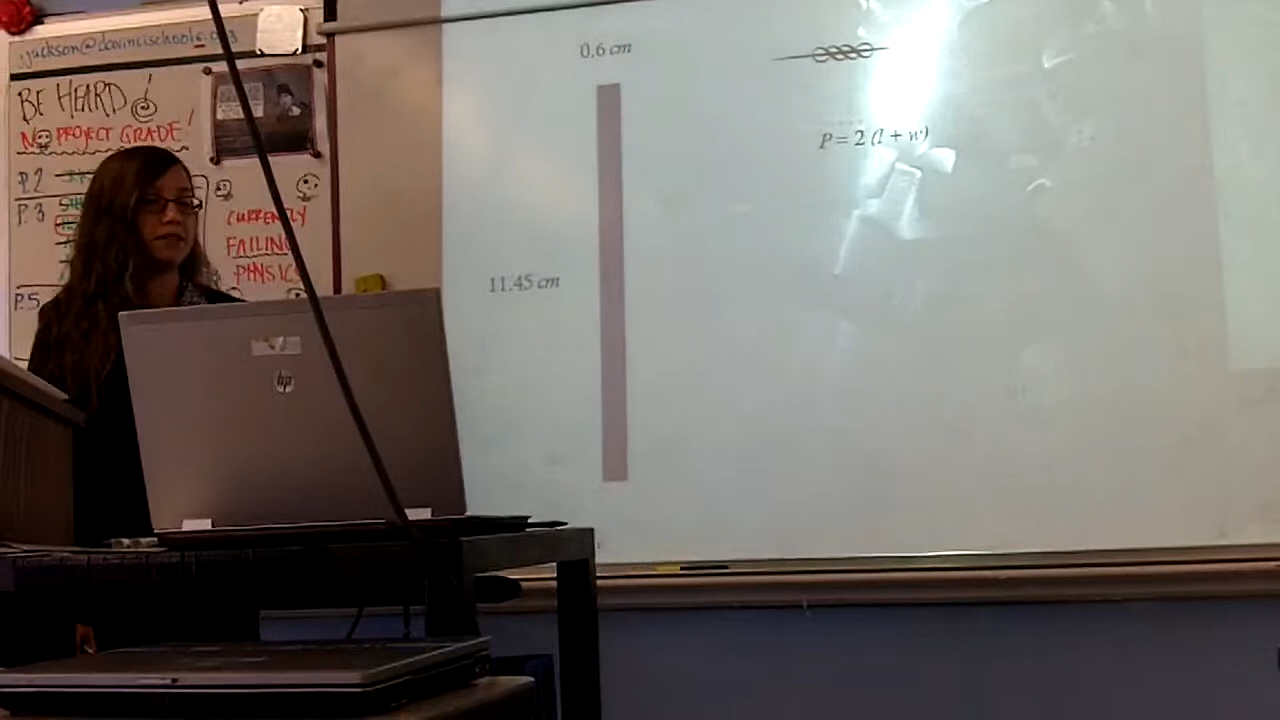 jjackson@davincischools.org
BE HEARD
NO PROJECT GRADE!
P.2
P.3
CURRENTLY
FAILING
PHYSICS
P.5
hp
0.6 cm
P = 2 (l + w)
11.45 cm